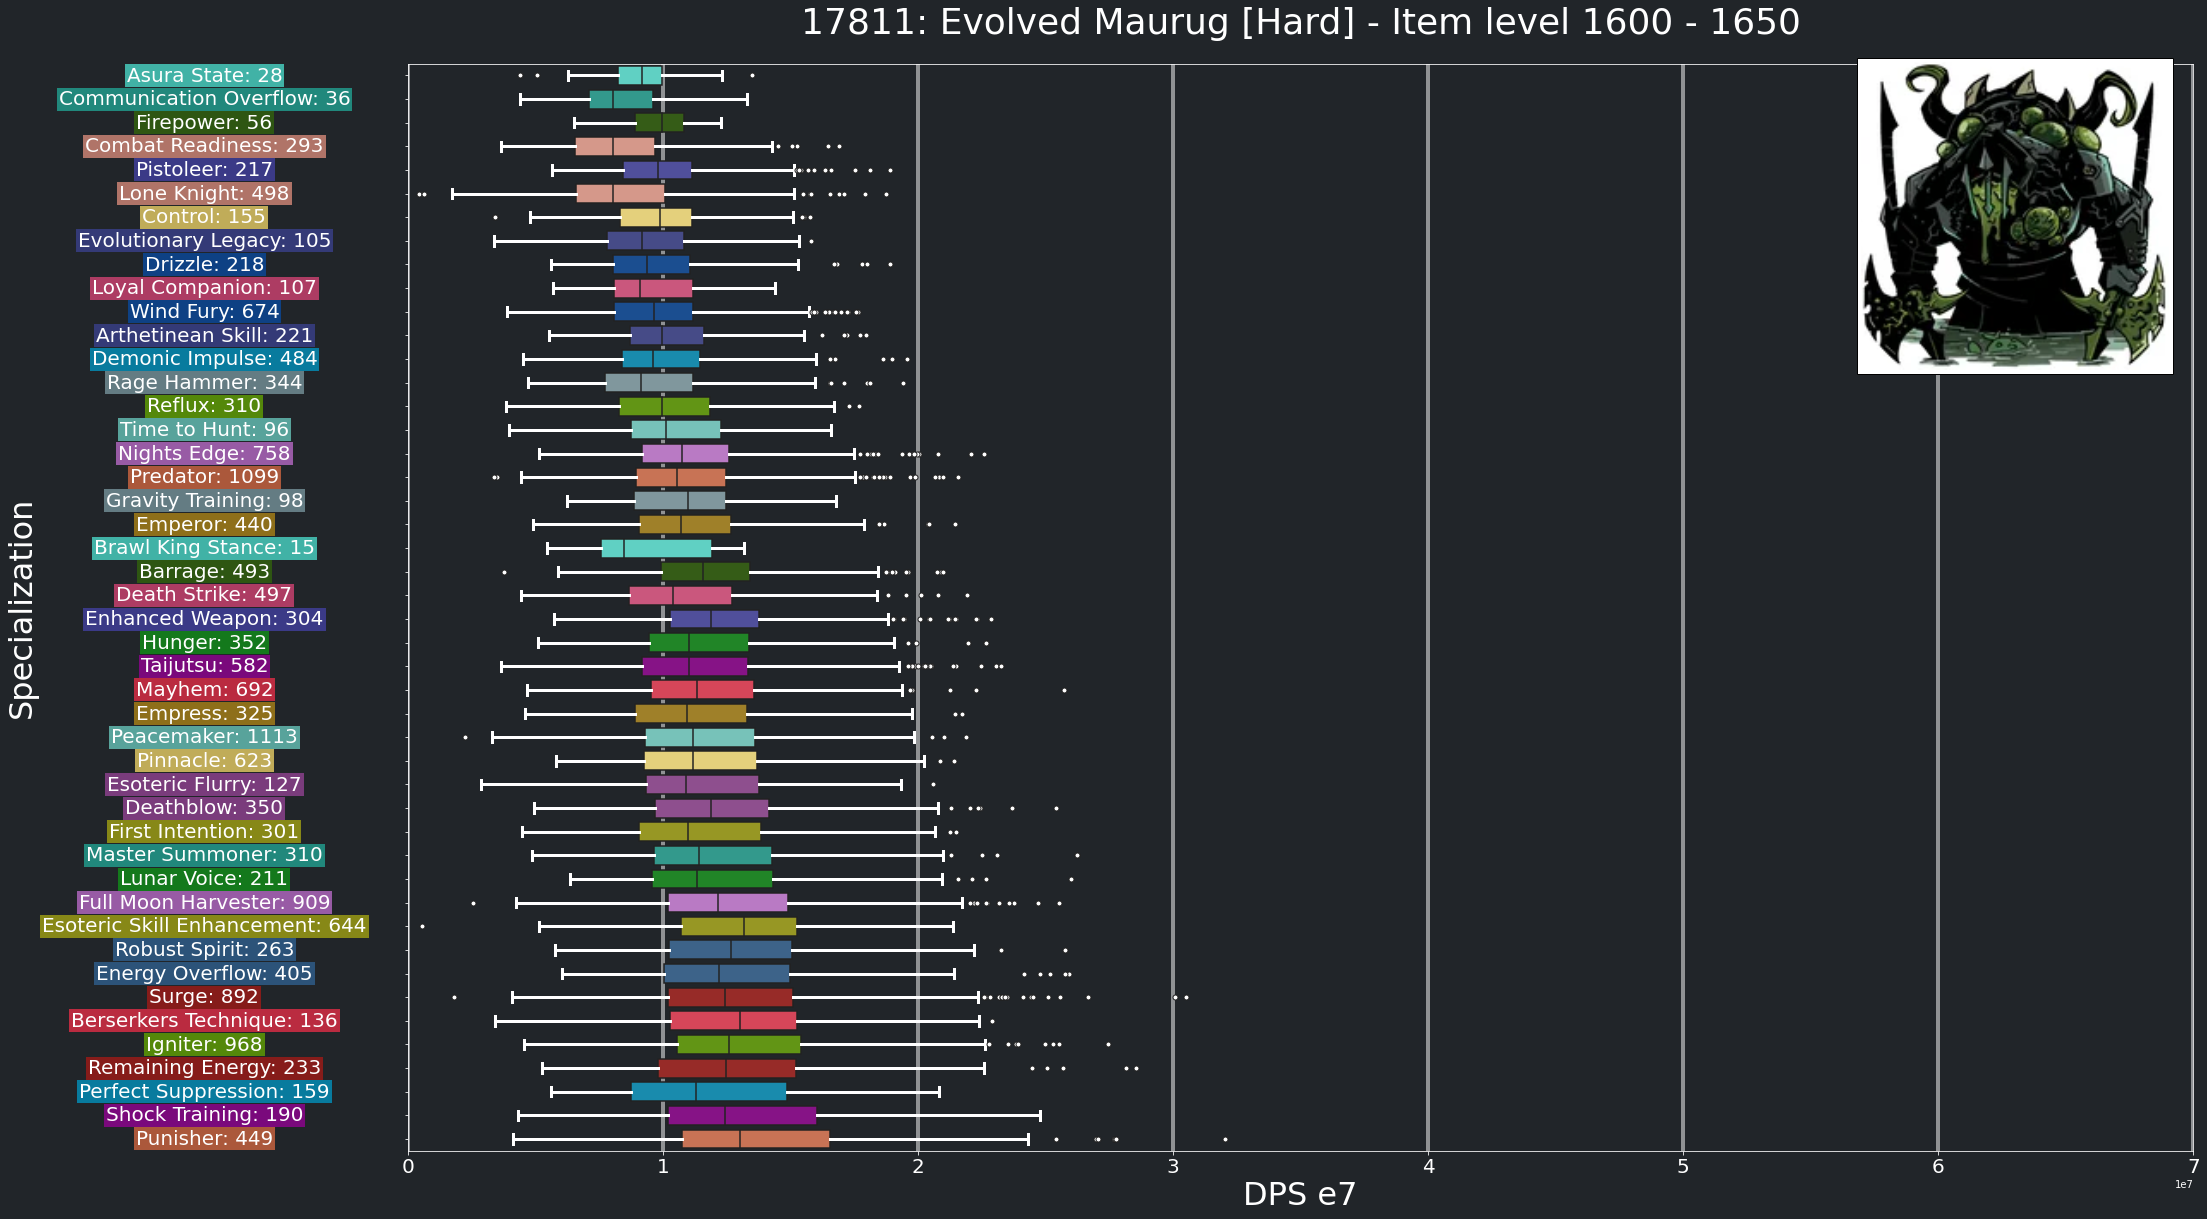 17811: Evolved Maurug [Hard] - Item level 1600 - 1650
Specialization
Asura State: 28
Communication Overflow: 36
Firepower: 56
Combat Readiness: 293
Pistoleer: 217
Lone Knight: 498
Control: 155
Evolutionary Legacy: 105
Drizzle: 218
Loyal Companion: 107
Wind Fury: 674
Arthetinean Skill: 221
Demonic Impulse: 484
Rage Hammer: 344
Reflux: 310
Time to Hunt: 96
Nights Edge: 758
Predator: 1099
Gravity Training: 98
Emperor: 440
Brawl King Stance: 15
Barrage: 493
Death Strike: 497
Enhanced Weapon: 304
Hunger: 352
Taijutsu: 582
Mayhem: 692
Empress: 325
Peacemaker: 1113
Pinnacle: 623
Esoteric Flurry: 127
Deathblow: 350
First Intention: 301
Master Summoner: 310
Lunar Voice: 211
Full Moon Harvester: 909
Esoteric Skill Enhancement: 644
Robust Spirit: 263
Energy Overflow: 405
Surge: 892
Berserkers Technique: 136
Igniter: 968
Remaining Energy: 233
Perfect Suppression: 159
Shock Training: 190
Punisher: 449
0 1 2 3 4 5 6 7
DPS e7
1e7